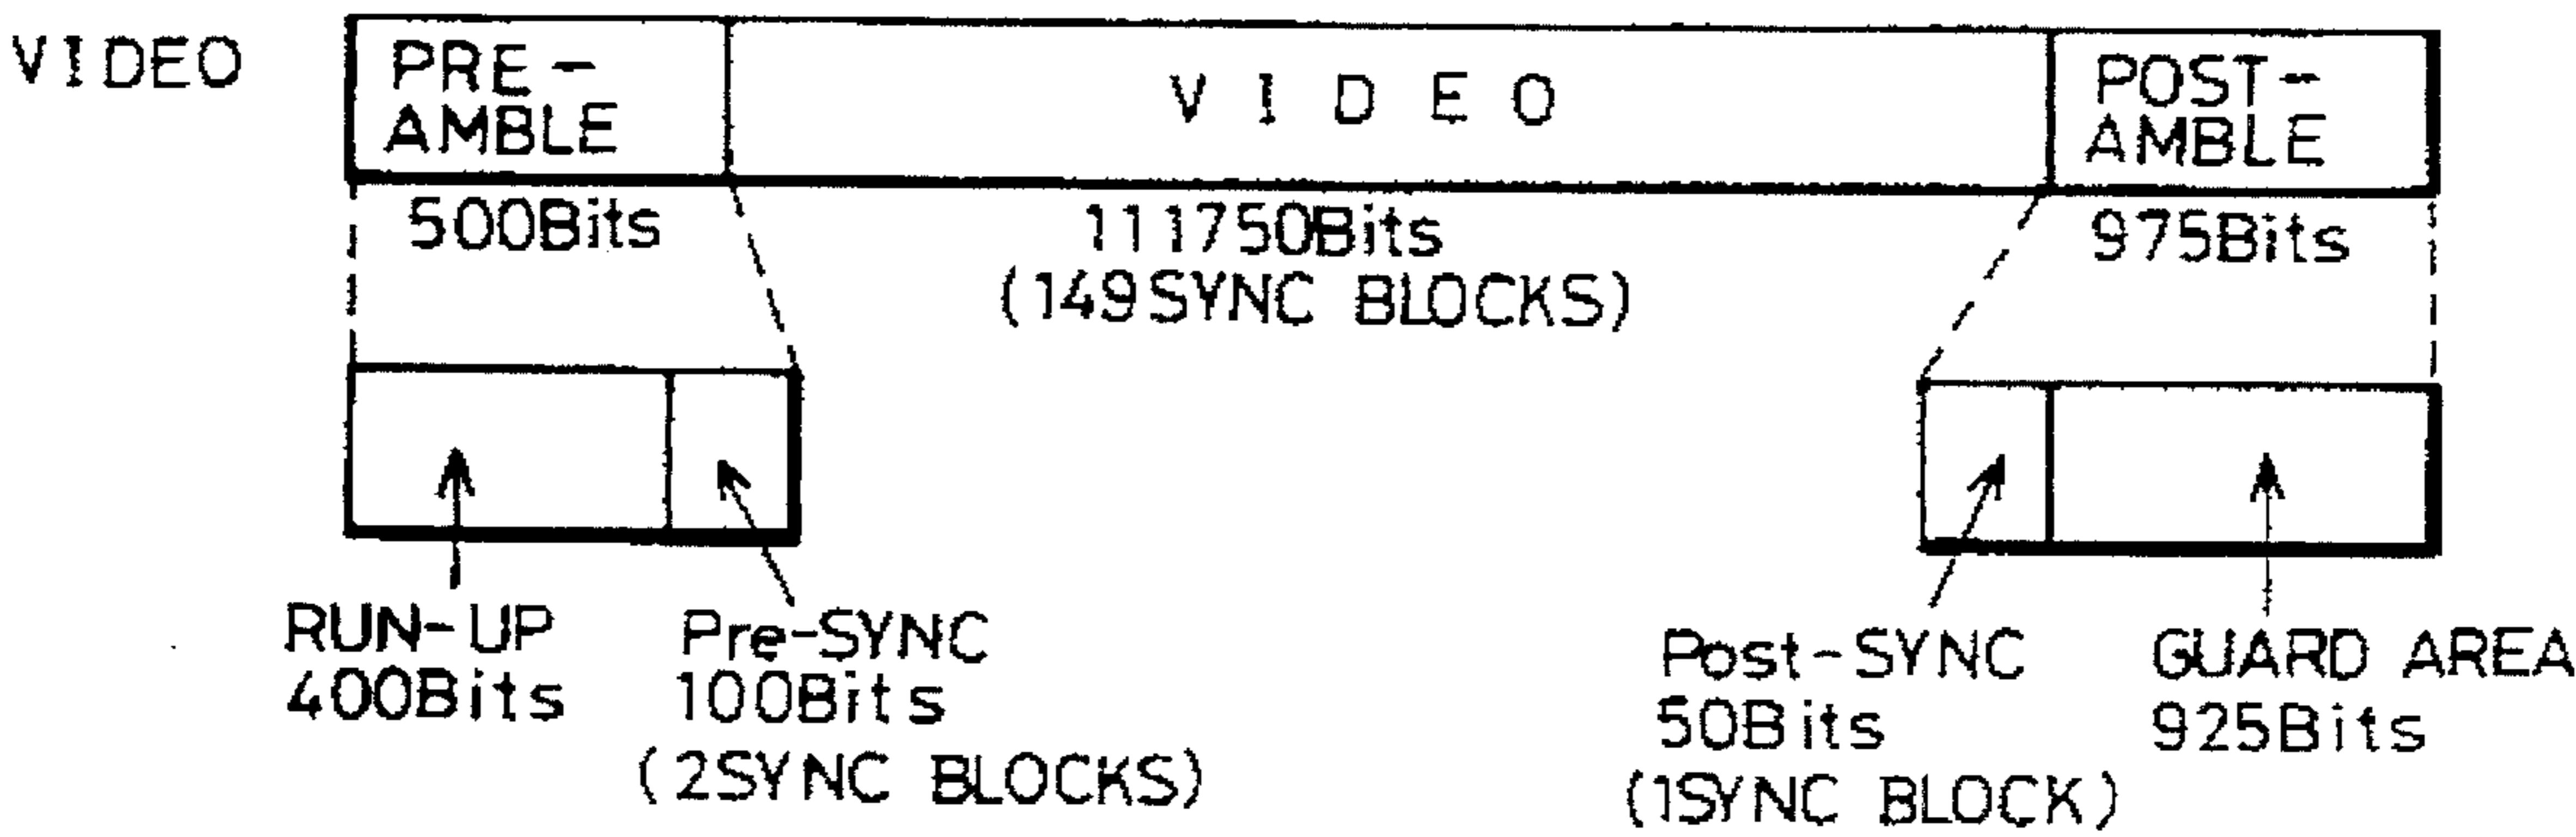 VIDEO
PRE-
AMBLE
VIDEO
POST-
AMBLE
500Bits
111750Bits
(149SYNC BLOCKS)
975Bits
RUN-UP
400Bits
Pre-SYNC
100Bits
(2SYNC BLOCKS)
Post-SYNC
50Bits
(1SYNC BLOCK)
GUARD AREA
925Bits